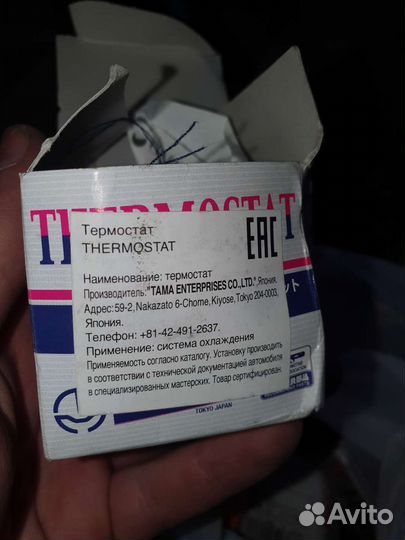 THERMOSTAT
Термостат
THERMOSTAT
EAC
Наименование: термостат
Производитель:"TAMA ENTERPRISES CO.,LTD.",Япония.
Адрес: 59-2, Nakazato 6-Chome, Kiyose, Tokyo 204-0003,
Япония.
Телефон: +81-42-491-2637.
Применение: система охлаждения
Применяемость согласно каталогу. Установку производить
в соответствии с технической документацией автомобиля
в специализированных мастерских. Товар сертифицирован.
TOKYO JAPAN
Avito